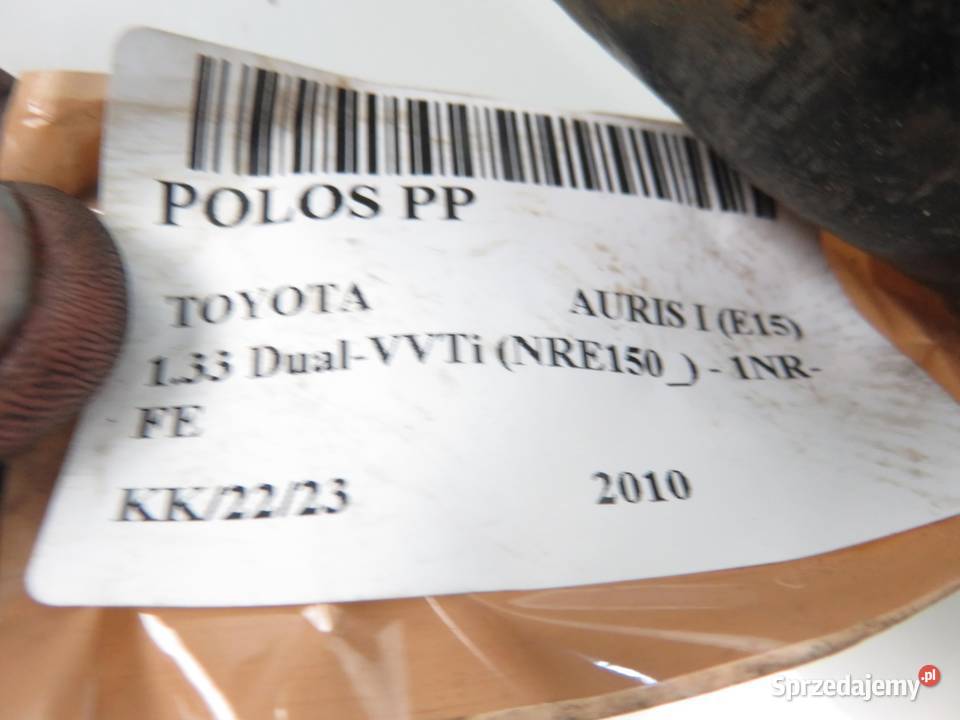 POLOS PP
TOYOTA AURIS I (E15)
1.33 Dual-VVTi (NRE150_) - 1NR-
FE
KK/22/23 2010
Sprzedajemy.pl